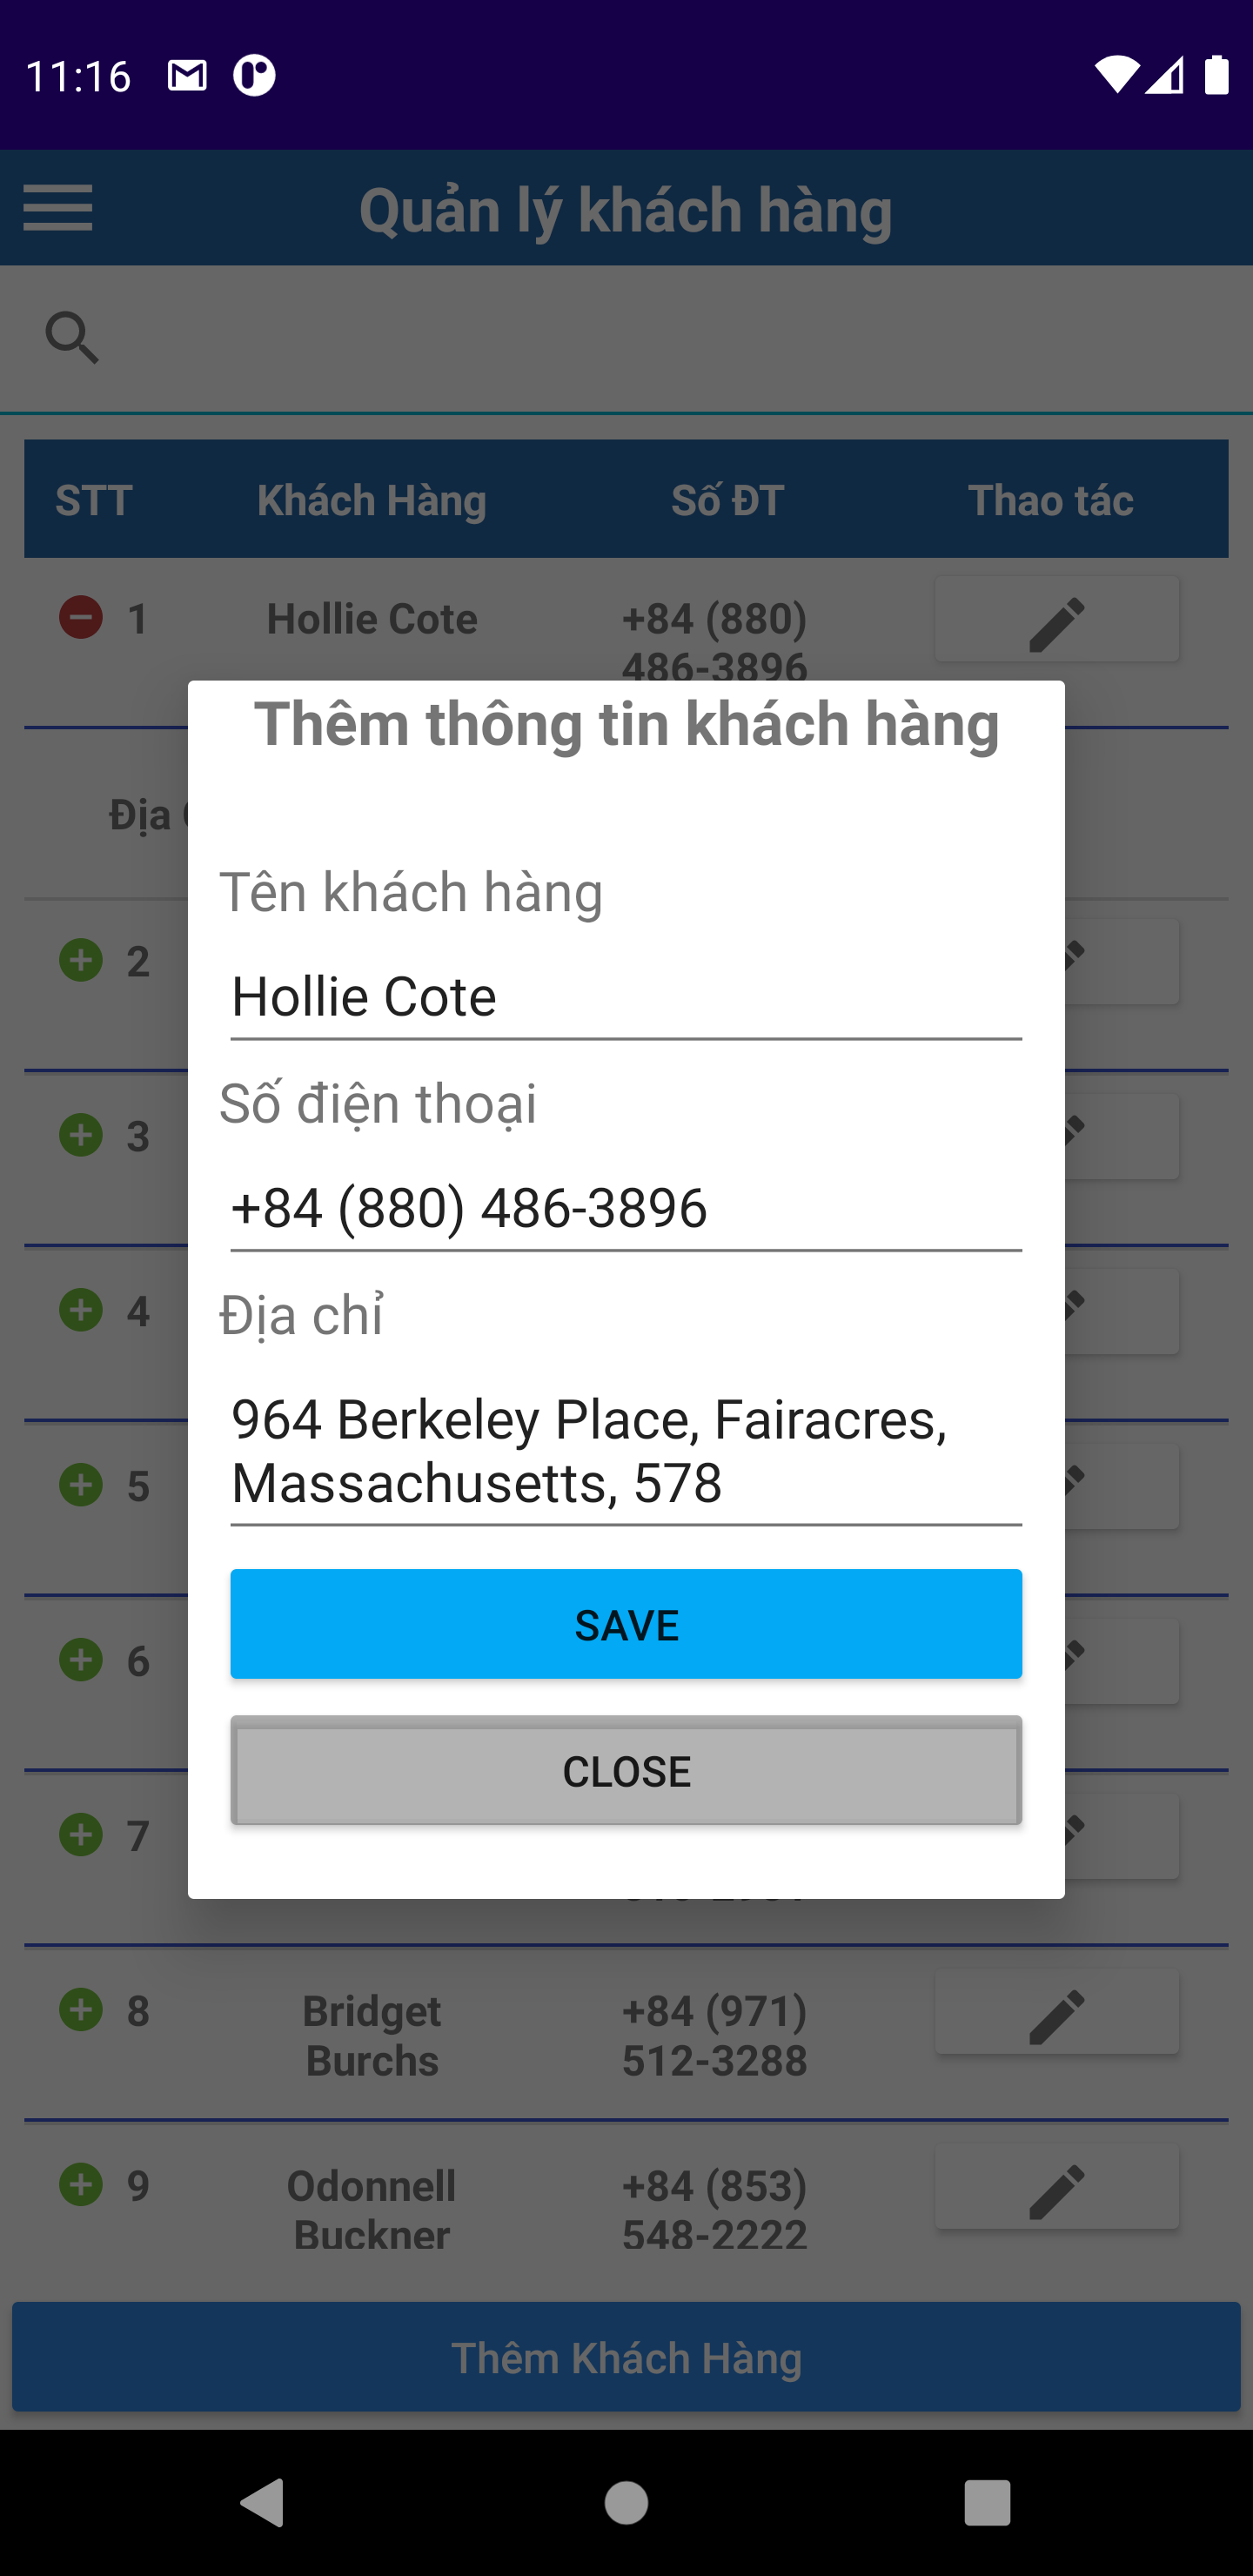 11:16
Quản lý khách hàng
STT Khách Hàng Số ĐT Thao tác
1 Hollie Cote +84 (880)
486-3896
Thêm thông tin khách hàng
Địa
Tên khách hàng
2
Hollie Cote
Số điện thoại
3
+84 (880) 486-3896
Địa chỉ
4
964 Berkeley Place, Fairacres,
Massachusetts, 578
5
SAVE
6
CLOSE
7
8 Bridget +84 (971)
Burchs 512-3288
9 Odonnell +84 (853)
Buckner 548-2222
Thêm Khách Hàng